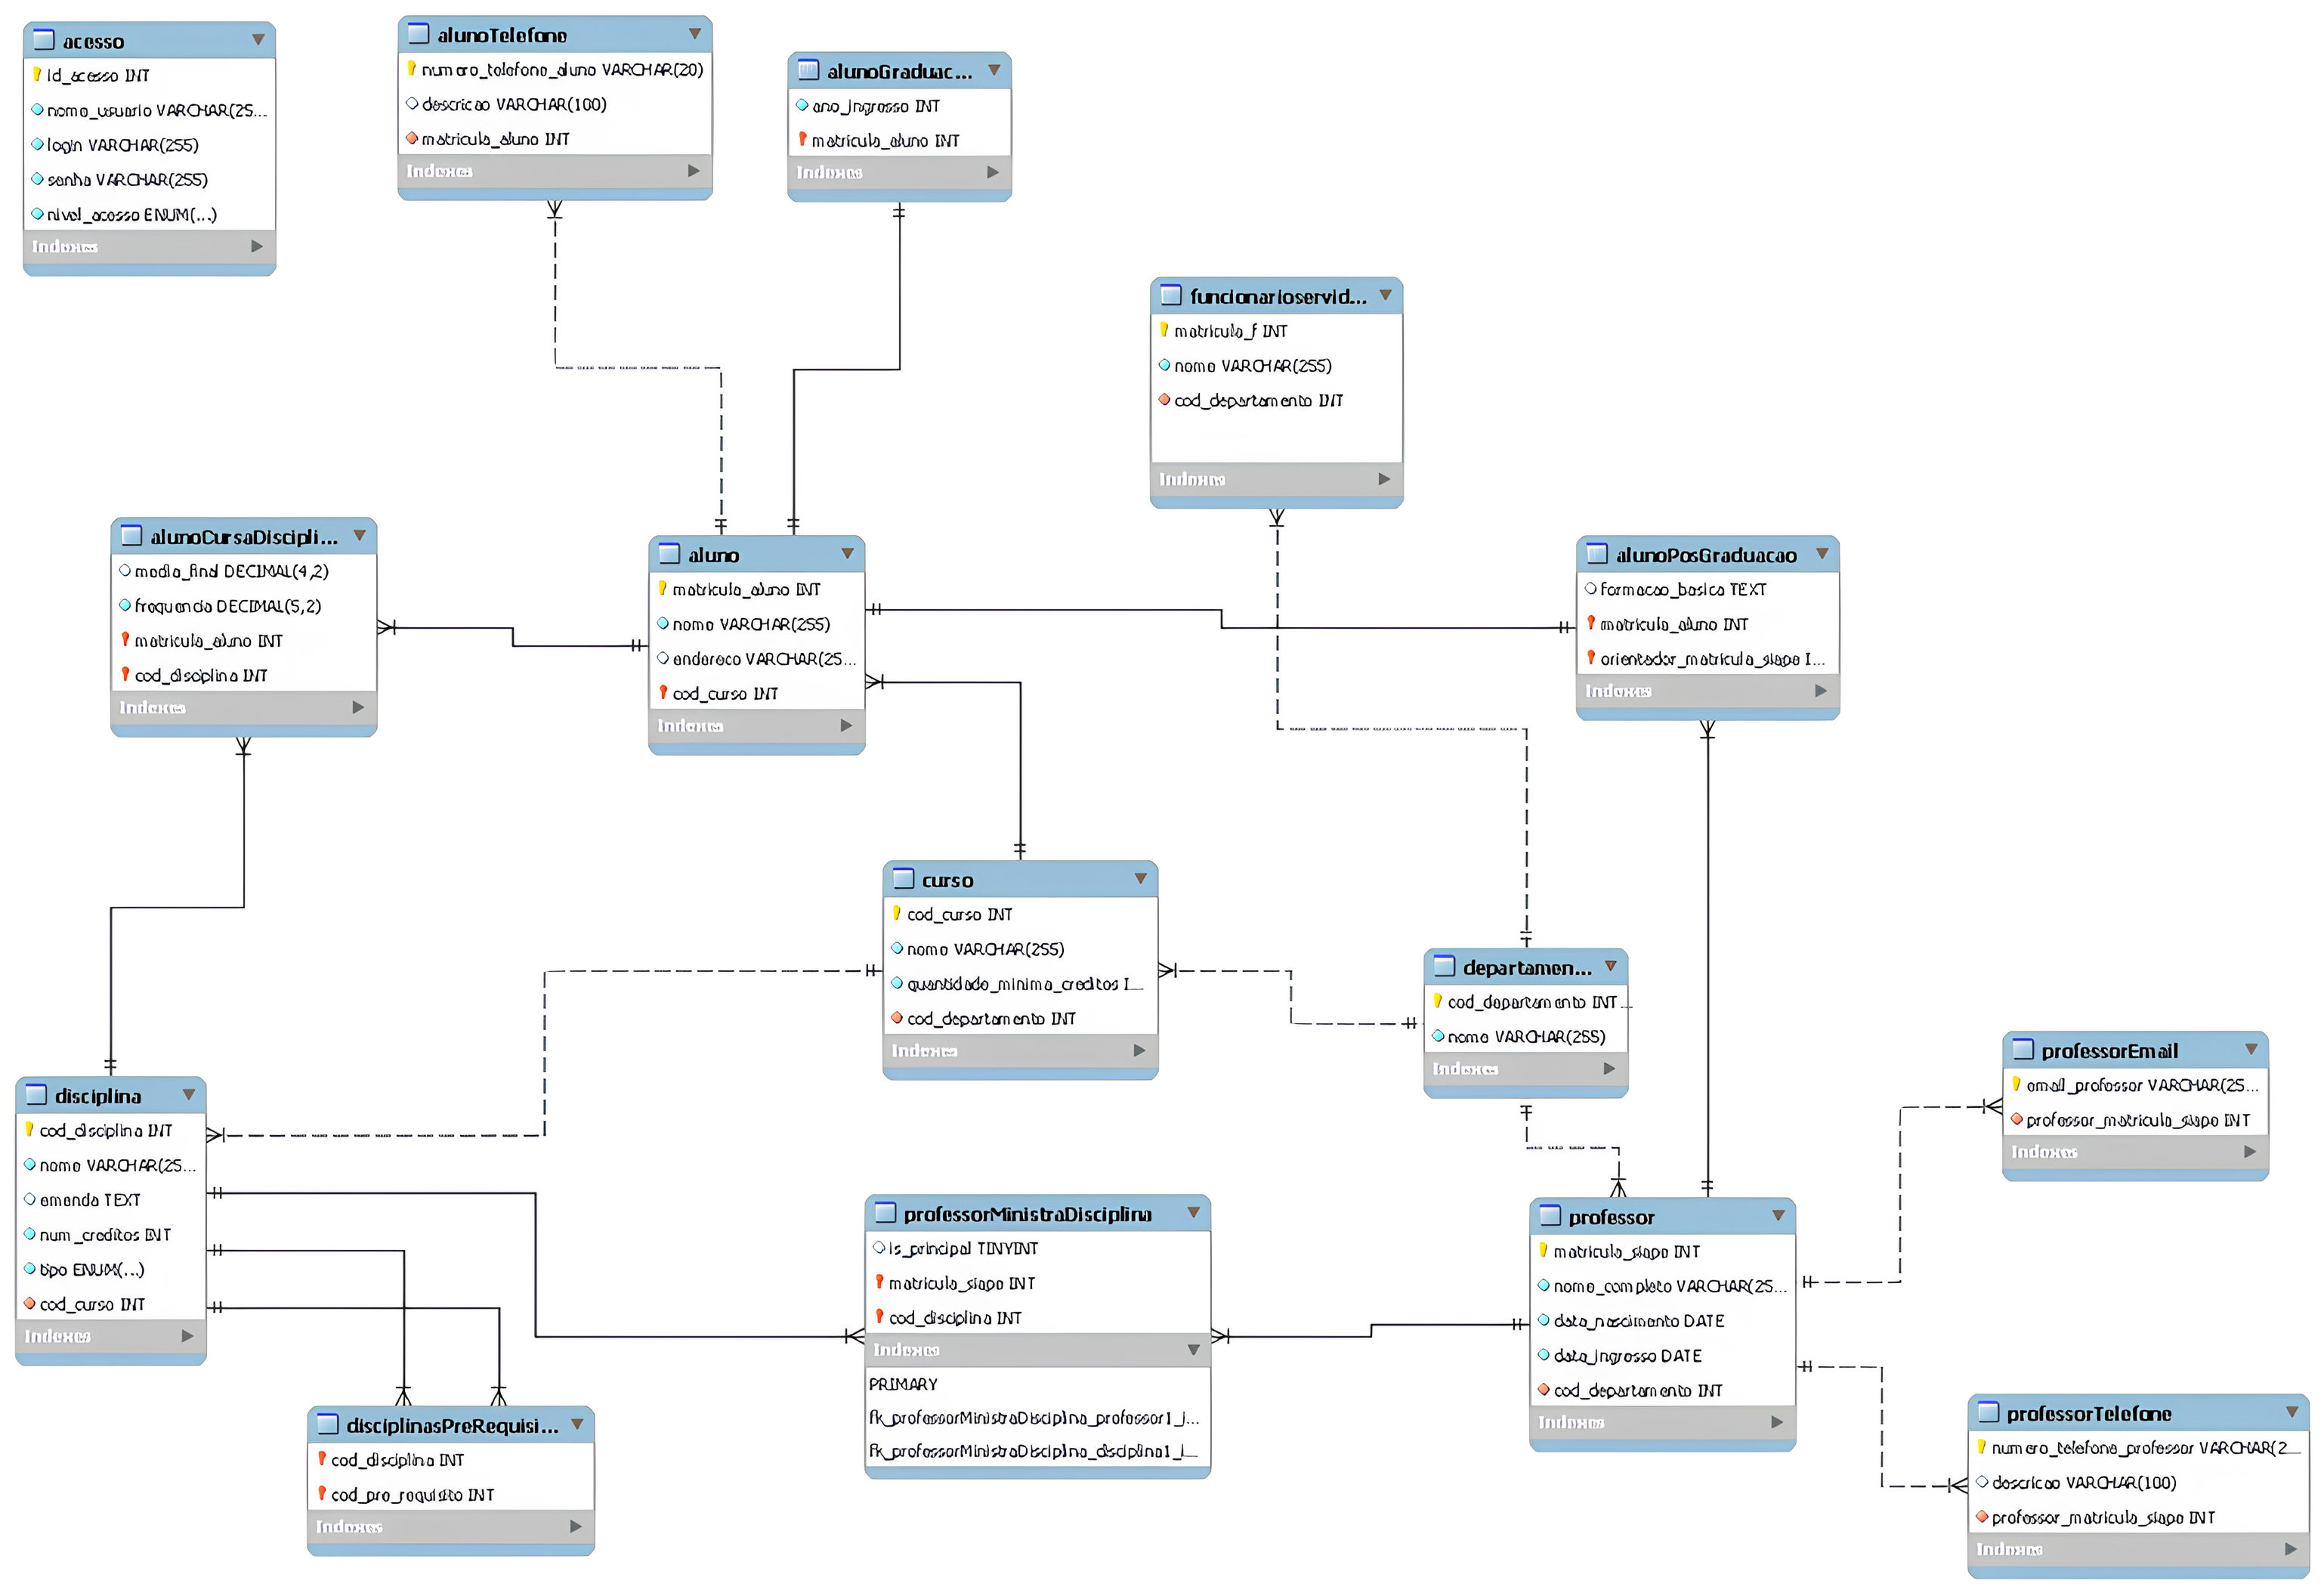 acesso
id_acesso INT
nome_usuario VARCHAR(25...
login VARCHAR(255)
senha VARCHAR(255)
nivel_acesso ENUM(...)
Indexes
alunoTelefone
numero_telefone_aluno VARCHAR(20)
descricao VARCHAR(100)
matricula_aluno INT
Indexes
alunoGraduac...
ano_ingresso INT
matricula_aluno INT
Indexes
funcionarioservid...
matricula_f INT
nome VARCHAR(255)
cod_departamento INT
Indexes
alunoCursaDiscipli...
media_final DECIMAL(4,2)
frequencia DECIMAL(5,2)
matricula_aluno INT
cod_disciplina INT
Indexes
aluno
matricula_aluno INT
nome VARCHAR(255)
endereco VARCHAR(25...
cod_curso INT
Indexes
alunoPosGraduacao
formacao_basica TEXT
matricula_aluno INT
orientador_matricula_siape I...
Indexes
curso
cod_curso INT
nome VARCHAR(255)
quantidade_minima_creditos I...
cod_departamento INT
Indexes
departamen...
cod_departamento INT...
nome VARCHAR(255)
Indexes
professorEmail
email_professor VARCHAR(25...
professor_matricula_siape INT
Indexes
disciplina
cod_disciplina INT
nome VARCHAR(25...
ementa TEXT
num_creditos INT
tipo ENUM(...)
cod_curso INT
Indexes
professorMinistraDisciplina
is_principal TINYINT
matricula_siape INT
cod_disciplina INT
Indexes
PRIMARY
fk_professorMinistraDisciplina_professor1_i...
fk_professorMinistraDisciplina_disciplina1_i...
professor
matricula_siape INT
nome_completo VARCHAR(25...
data_nascimento DATE
data_ingresso DATE
cod_departamento INT
Indexes
professorTelefone
numero_telefone_professor VARCHAR(2...
descricao VARCHAR(100)
professor_matricula_siape INT
Indexes
disciplinasPreRequisi...
cod_disciplina INT
cod_pre_requisito INT
Indexes